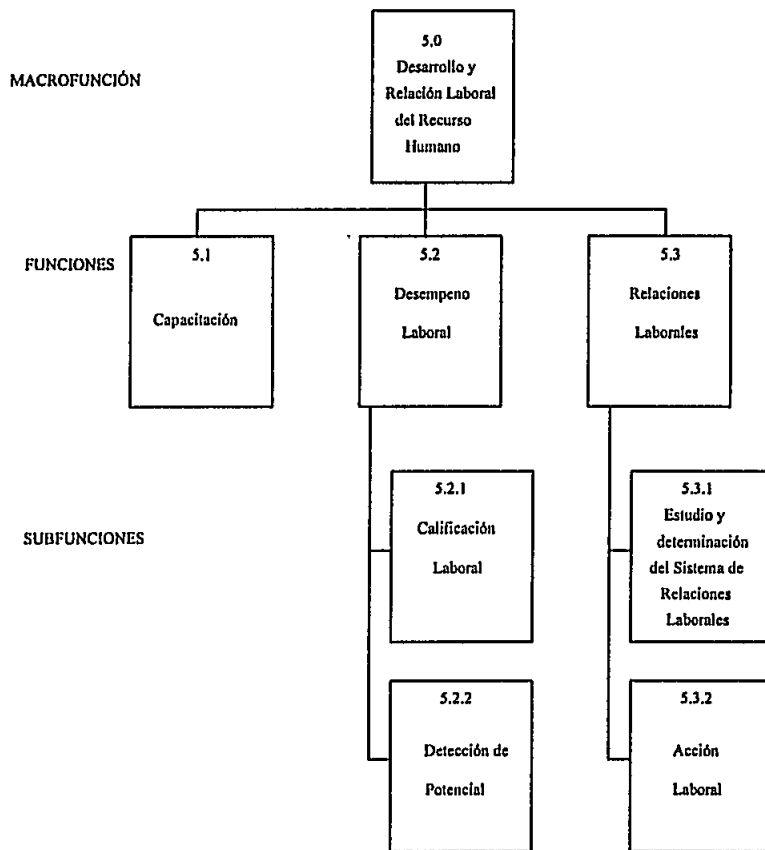 5.0
Desarrollo y
Relación Laboral
del Recurso
Humano
MACROFUNCIÓN
FUNCIONES
5.1
Capacitación
5.2
Desempeno
Laboral
5.3
Relaciones
Laborales
SUBFUNCIONES
5.2.1
Calificación
Laboral
5.3.1
Estudio y
determinación
del Sistema de
Relaciones
Laborales
5.2.2
Detección de
Potencial
5.3.2
Acción
Laboral